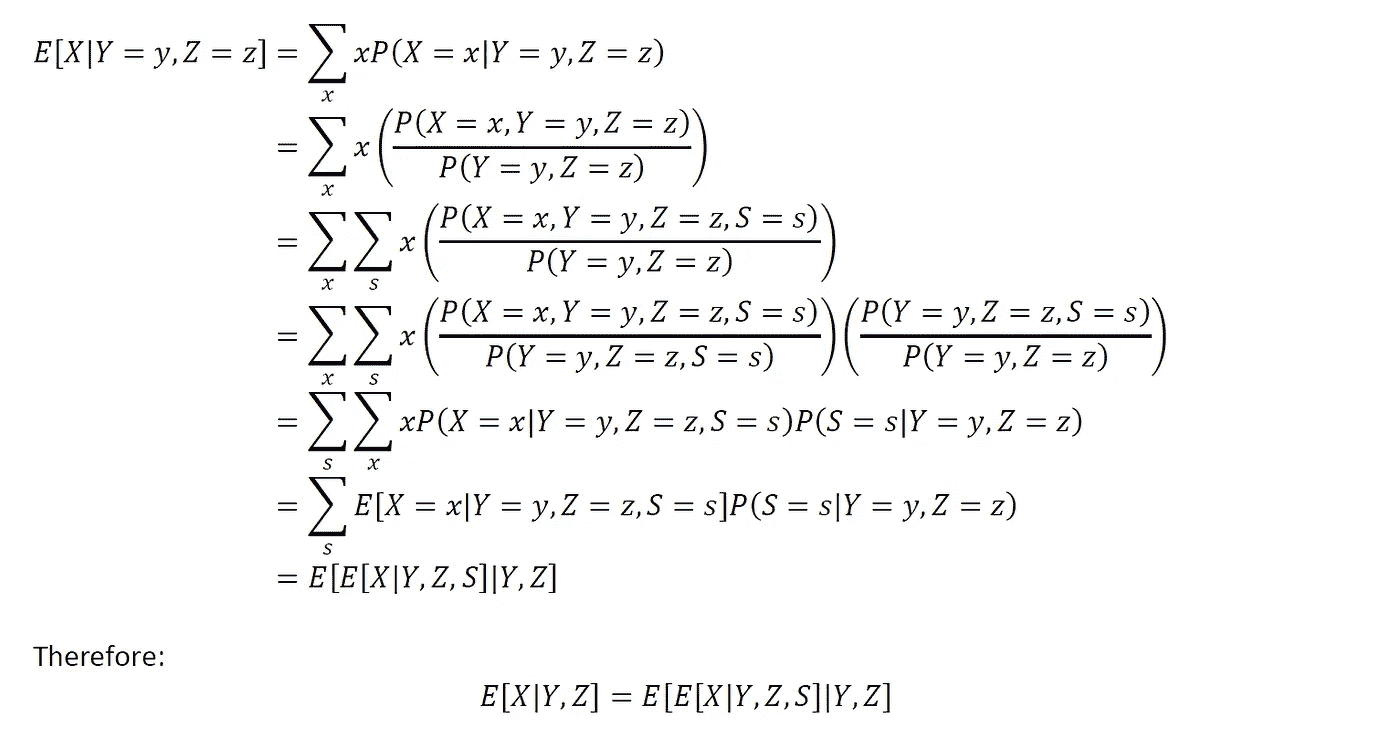 E[X|Y = y, Z = z] = ∑_x xP(X = x|Y = y, Z = z)
= ∑_x x(P(X = x, Y = y, Z = z)/P(Y = y, Z = z))
= ∑_x ∑_s x(P(X = x, Y = y, Z = z, S = s)/P(Y = y, Z = z))
= ∑_x ∑_s x(P(X = x, Y = y, Z = z, S = s)/P(Y = y, Z = z, S = s))(P(Y = y, Z = z, S = s)/P(Y = y, Z = z))
= ∑_s ∑_x xP(X = x|Y = y, Z = z, S = s)P(S = s|Y = y, Z = z)
= ∑_s E[X = x|Y = y, Z = z, S = s]P(S = s|Y = y, Z = z)
= E[E[X|Y, Z, S]|Y, Z]
Therefore:
E[X|Y, Z] = E[E[X|Y, Z, S]|Y, Z]